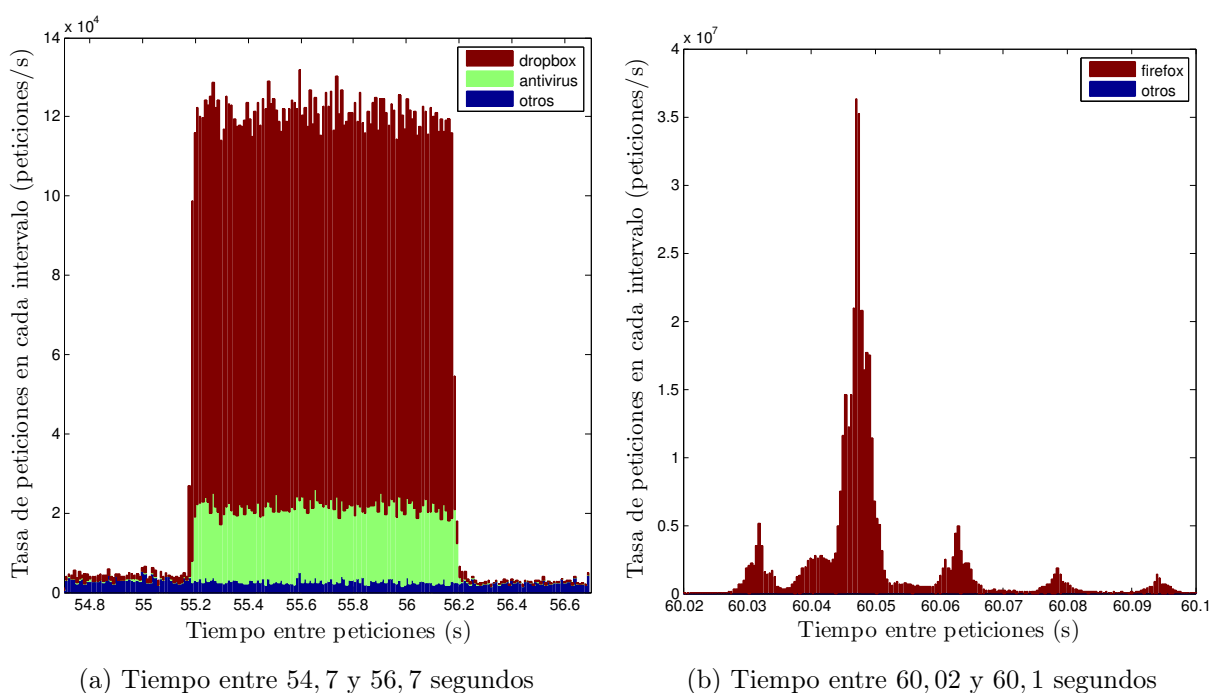 x 10⁴
14
12
10
8
6
4
2
0
Tasa de peticiones en cada intervalo (peticiones/s)
dropbox
antivirus
otros
54.8 55 55.2 55.4 55.6 55.8 56 56.2 56.4 56.6
Tiempo entre peticiones (s)
(a) Tiempo entre 54, 7 y 56, 7 segundos
x 10⁷
4
3.5
3
2.5
2
1.5
1
0.5
0
Tasa de peticiones en cada intervalo (peticiones/s)
firefox
otros
60.02 60.03 60.04 60.05 60.06 60.07 60.08 60.09 60.1
Tiempo entre peticiones (s)
(b) Tiempo entre 60, 02 y 60, 1 segundos